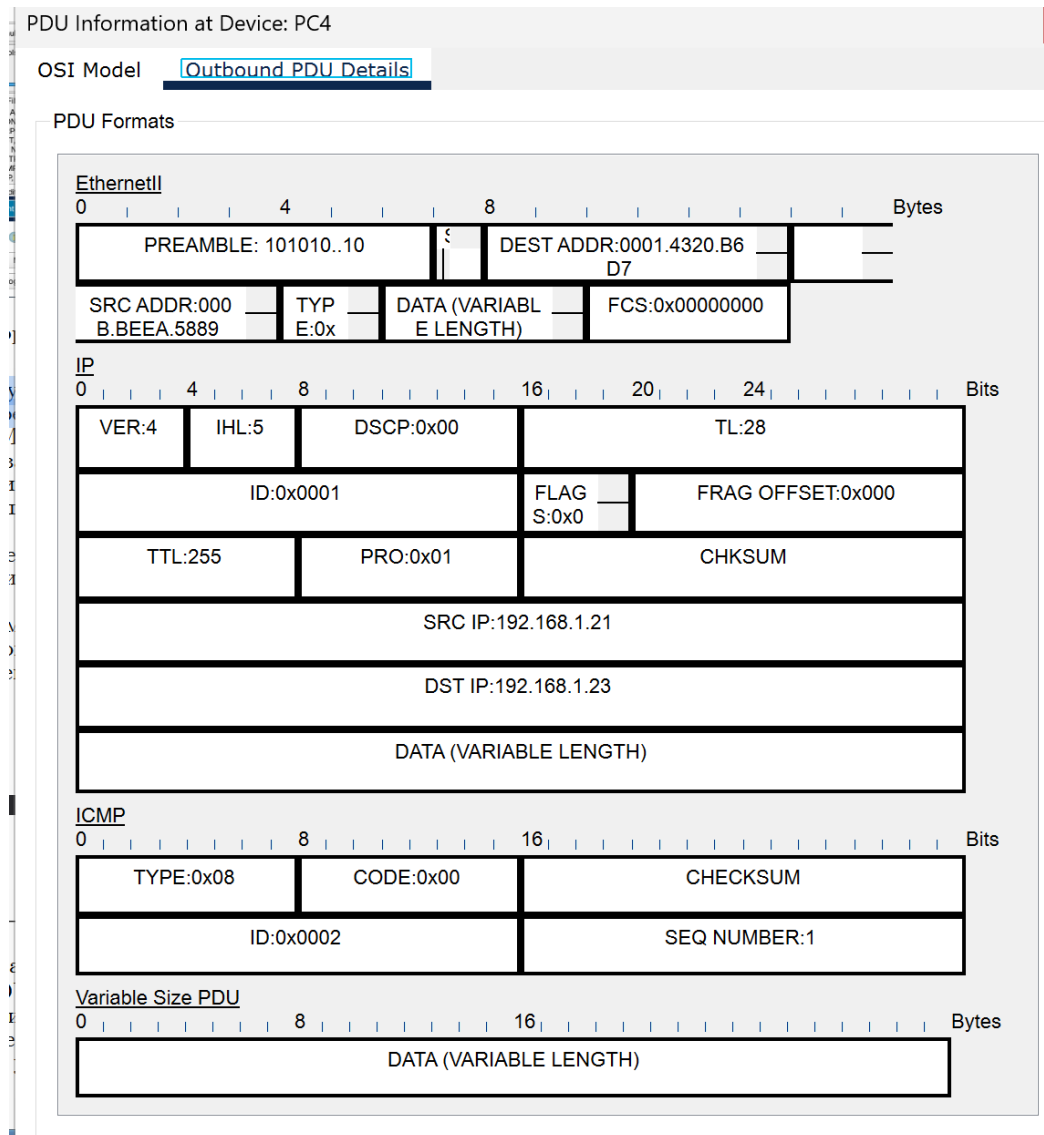 PDU Information at Device: PC4
OSI Model Outbound PDU Details
PDU Formats
EthernetII
0 4 8 Bytes
PREAMBLE: 101010..10
DEST ADDR:0001.4320.B6
D7
SRC ADDR:000
B.BEEA.5889
TYP
E:0x
DATA (VARIABL
E LENGTH)
FCS:0x00000000
IP
0 4 8 16 20 24 Bits
VER:4 IHL:5 DSCP:0x00 TL:28
ID:0x0001
FLAG
S:0x0
FRAG OFFSET:0x000
TTL:255 PRO:0x01 CHKSUM
SRC IP:192.168.1.21
DST IP:192.168.1.23
DATA (VARIABLE LENGTH)
ICMP
0 8 16 Bits
TYPE:0x08 CODE:0x00 CHECKSUM
ID:0x0002 SEQ NUMBER:1
Variable Size PDU
0 8 16 Bytes
DATA (VARIABLE LENGTH)